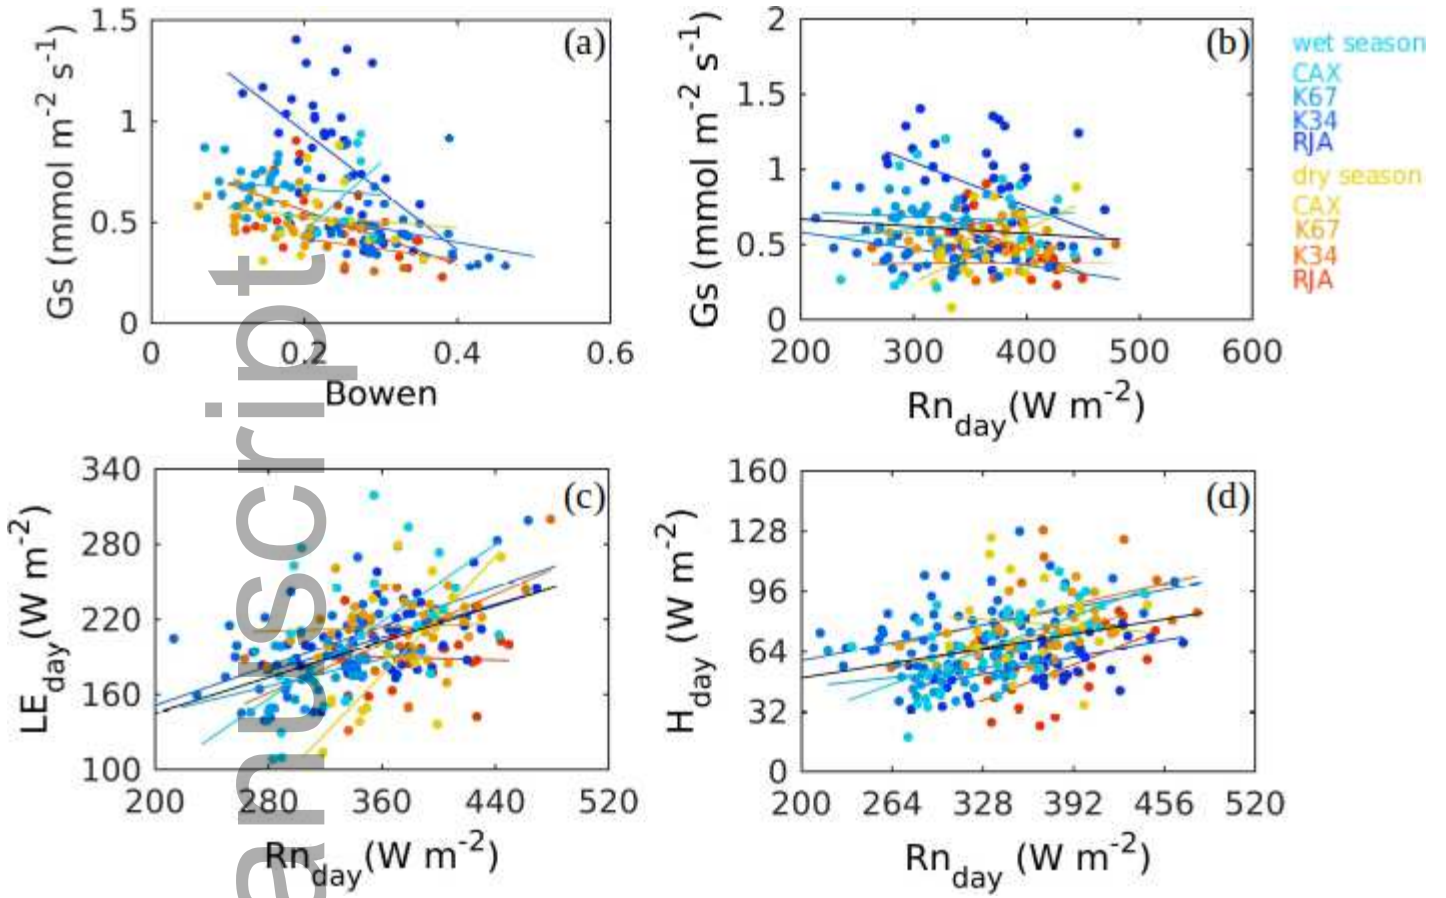 1.5
1
0.5
0
0
0.2
0.4
0.6
Gs (mmol m-2 s-1)
Bowen
(a)
2
1.5
1
0.5
0
200
300
400
500
600
Gs (mmol m-2 s-1)
Rnday(W m-2)
(b)
wet season
CAX
K67
K34
RJA
dry season
CAX
K67
K34
RJA
340
280
220
160
100
200
280
360
440
520
LEday(W m-2)
Rnday(W m-2)
(c)
160
128
96
64
32
0
200
264
328
392
456
520
Hday (W m-2)
Rnday (W m-2)
(d)
anuscript